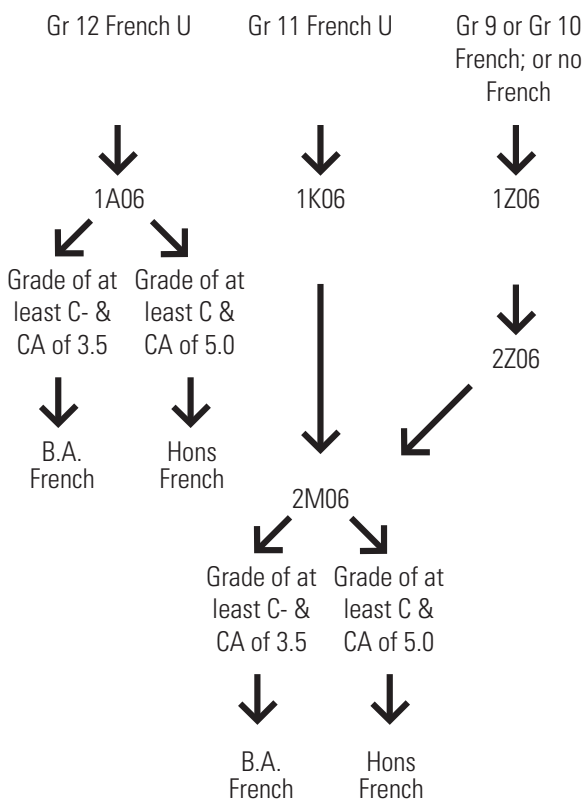 Gr 12 French U
Gr 11 French U
Gr 9 or Gr 10
French; or no
French
1A06
1K06
1Z06
Grade of at
least C- &
CA of 3.5
Grade of at
least C &
CA of 5.0
2Z06
B.A.
French
Hons
French
2M06
Grade of at
least C- &
CA of 3.5
Grade of at
least C &
CA of 5.0
B.A.
French
Hons
French